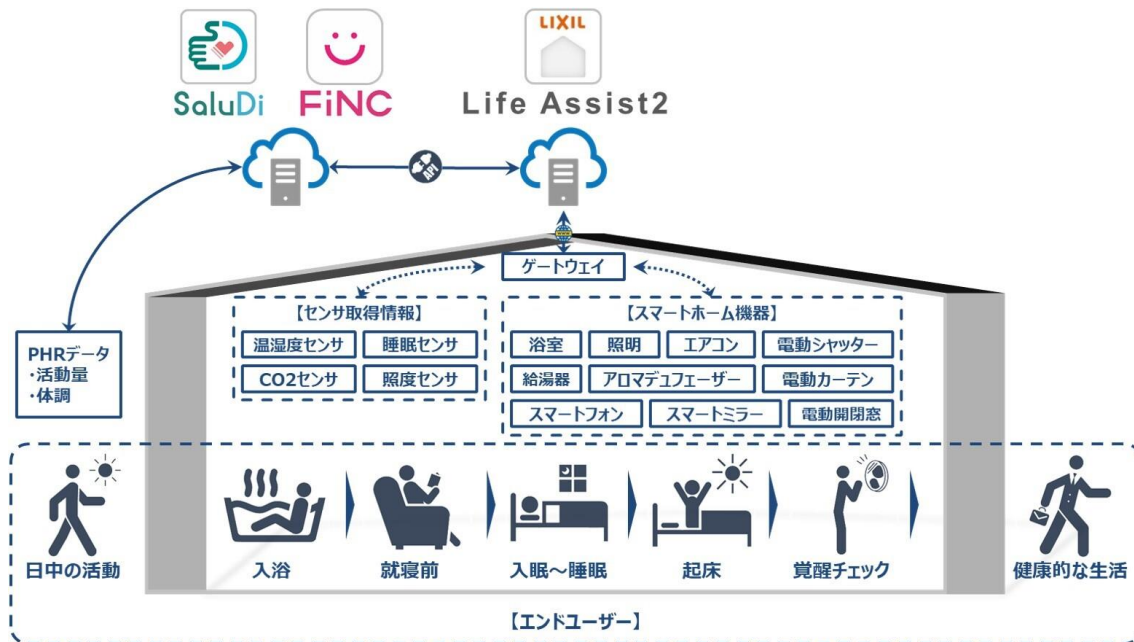 SaluDi
FiNC
LIXIL
Life Assist2
API
ゲートウェイ
【センサ取得情報】
温湿度センサ
睡眠センサ
CO2センサ
照度センサ
【スマートホーム機器】
浴室
照明
エアコン
電動シャッター
給湯器
アロマデュフェーザー
電動カーテン
スマートフォン
スマートミラー
電動開閉窓
PHRデータ
・活動量
・体調
日中の活動
入浴
就寝前
入眠～睡眠
起床
覚醒チェック
健康的な生活
【エンドユーザー】